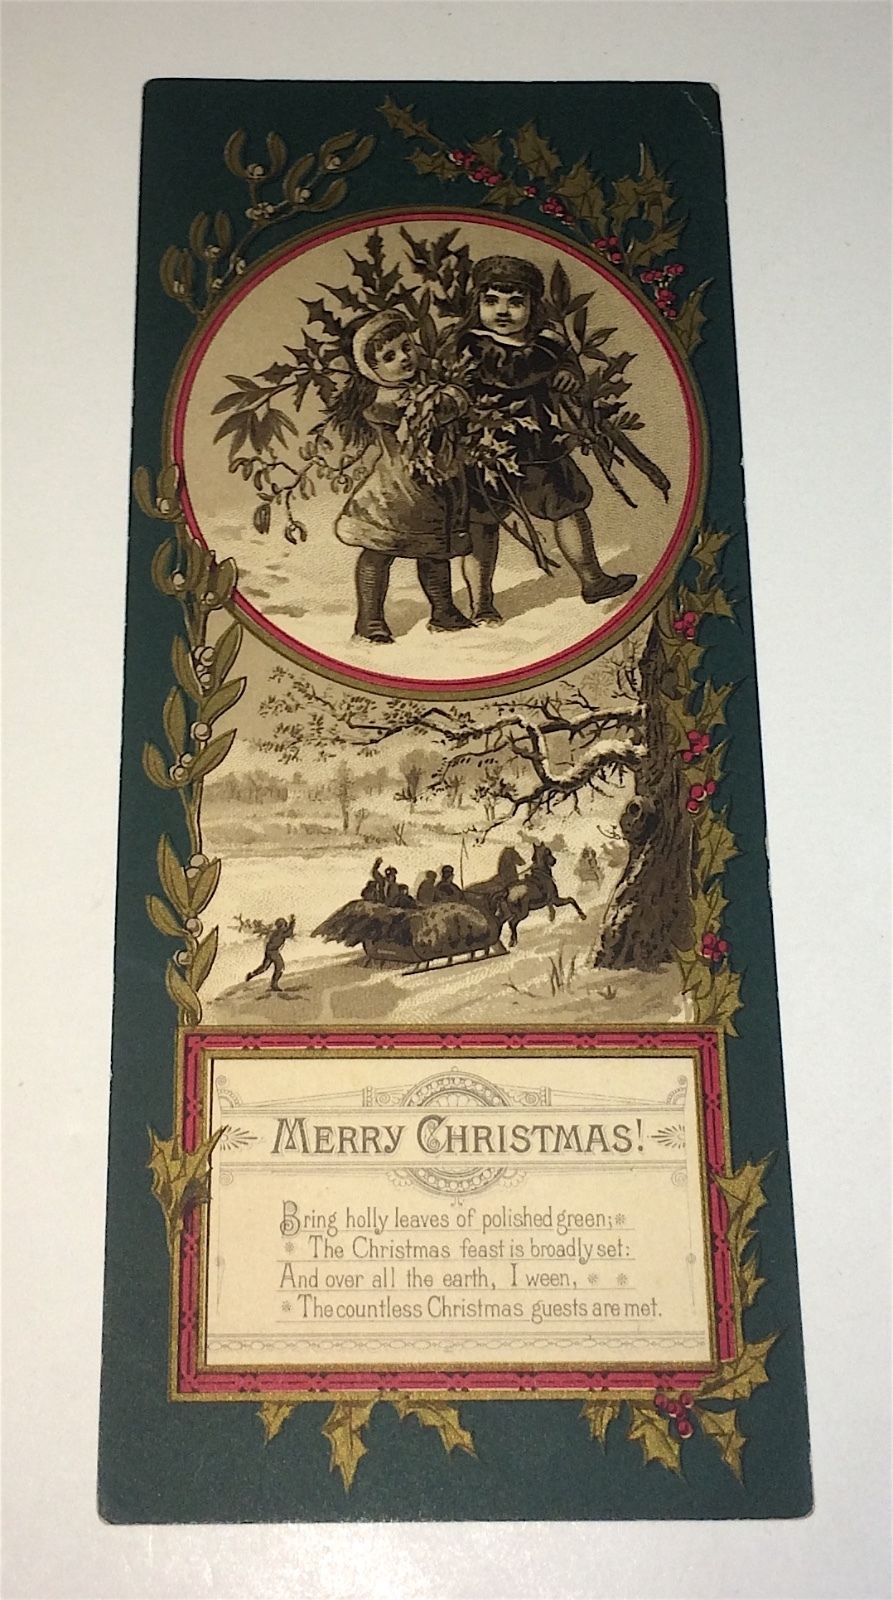 MERRY CHRISTMAS!
Bring holly leaves of polished green;
The Christmas feast is broadly set:
And over all the earth, I ween,
The countless Christmas guests are met.